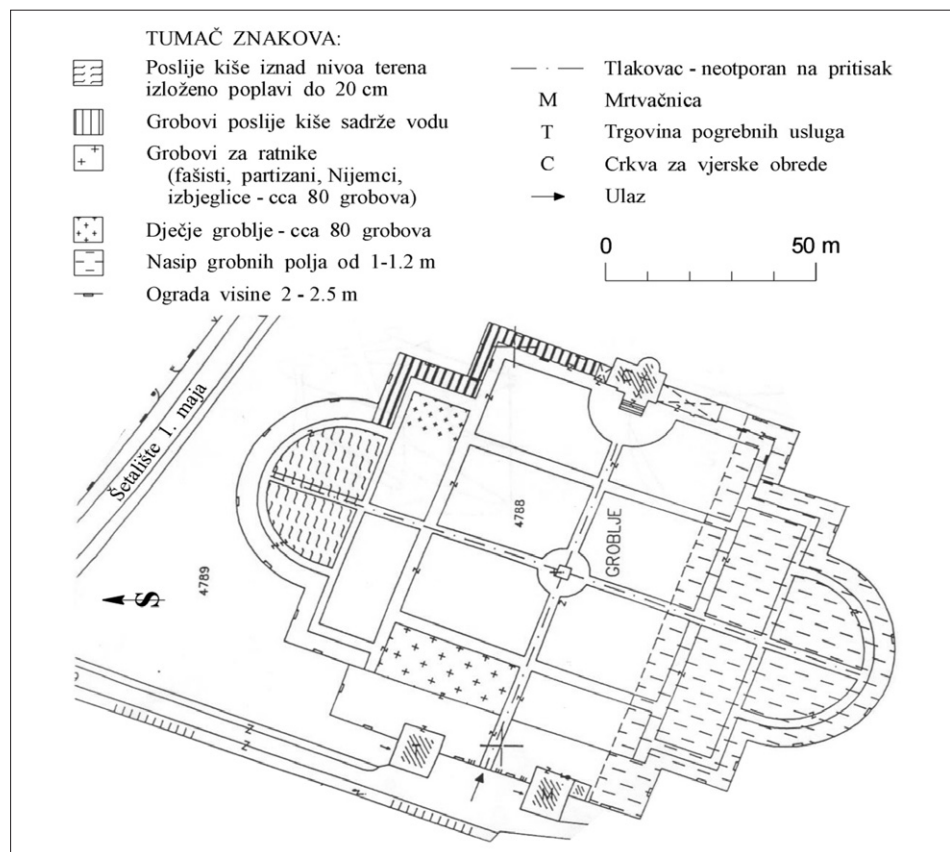 TUMAČ ZNAKOVA:
Poslije kiše iznad nivoa terena
izloženo poplavi do 20 cm
Grobovi poslije kiše sadrže vodu
Grobovi za ratnike
(fašisti, partizani, Nijemci,
izbjeglice - cca 80 grobova)
Dječje groblje - cca 80 grobova
Nasip grobnih polja od 1-1.2 m
Ograda visine 2 - 2.5 m
Tlakovac - neotporan na pritisak
M Mrtvačnica
T Trgovina pogrebnih usluga
C Crkva za vjerske obrede
Ulaz
0 50 m
Šetalište 1. maja
4789
S
4788
GROBLJE